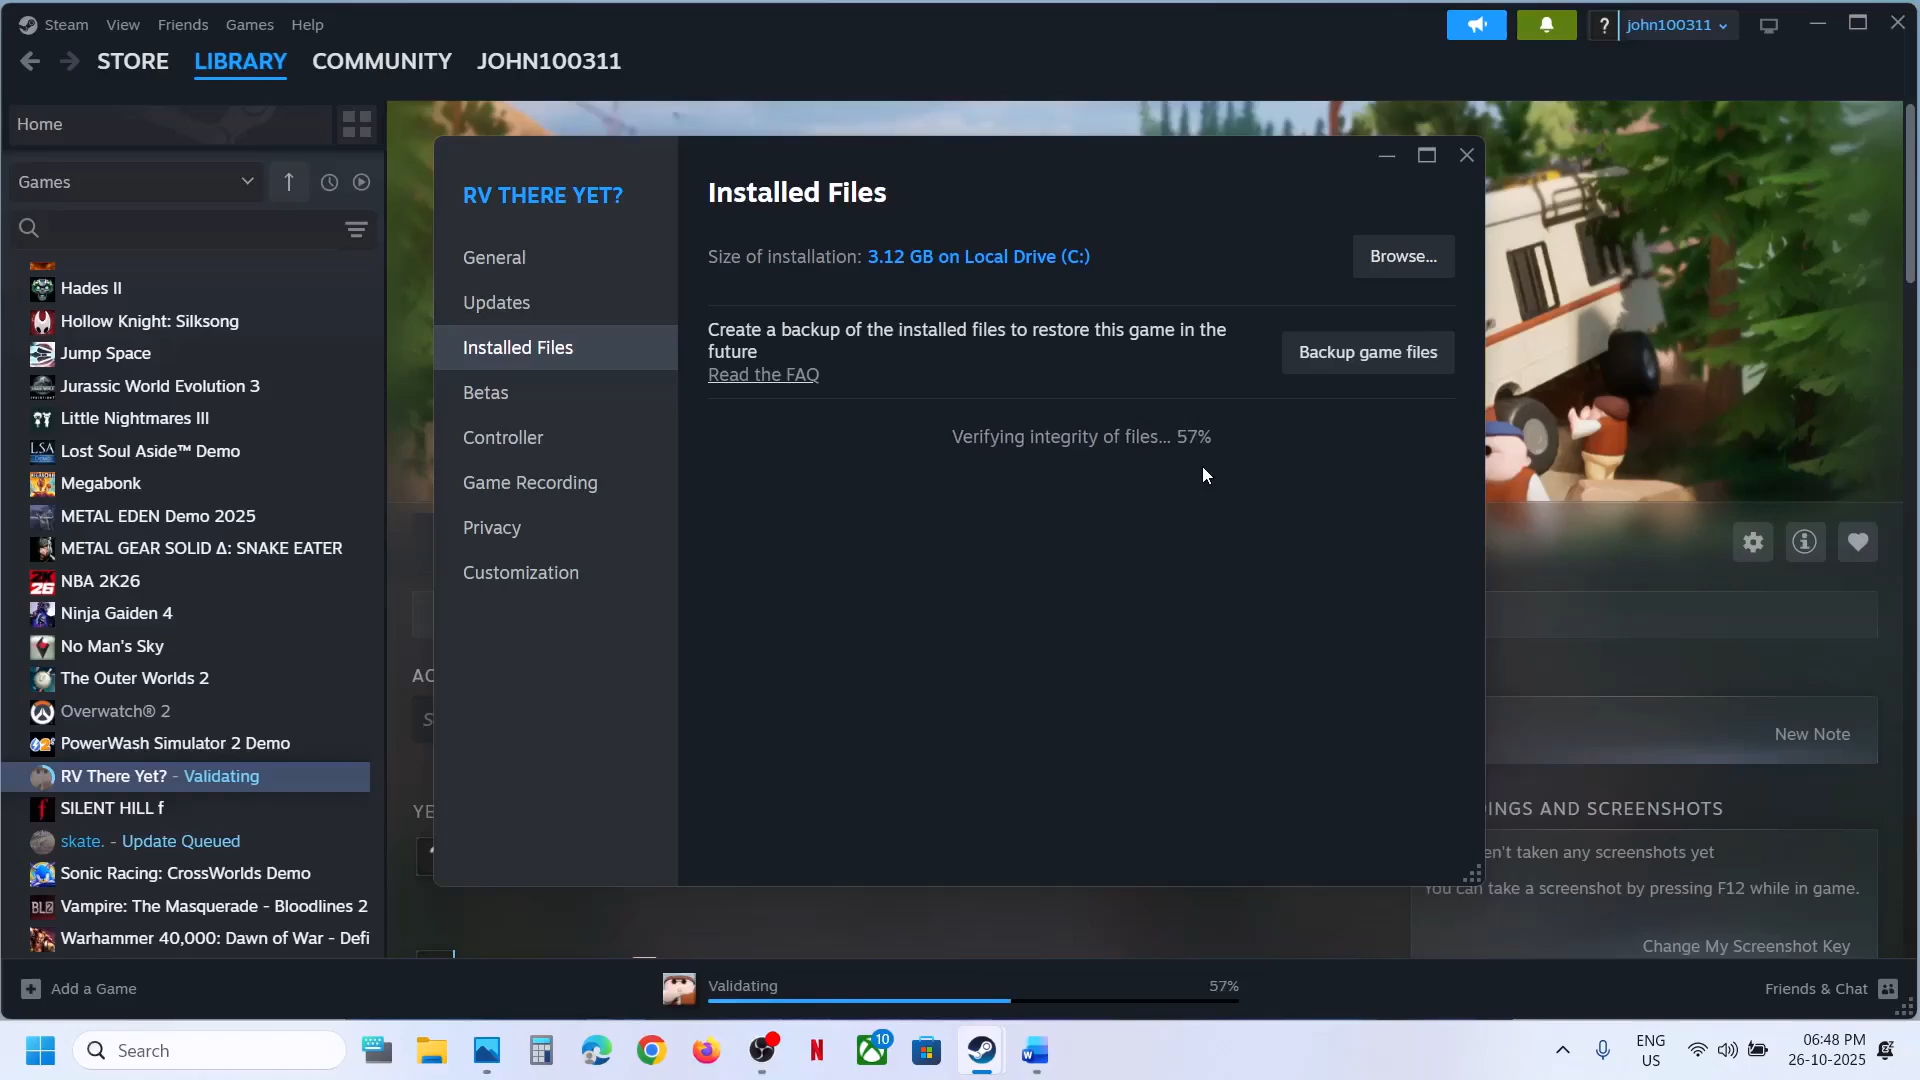 Steam View Friends Games Help
john100311
STORE LIBRARY COMMUNITY JOHN100311
Home
Games
Hades II
Hollow Knight: Silksong
Jump Space
Jurassic World Evolution 3
Little Nightmares III
Lost Soul Aside™ Demo
Megabonk
METAL EDEN Demo 2025
METAL GEAR SOLID Δ: SNAKE EATER
NBA 2K26
Ninja Gaiden 4
No Man's Sky
The Outer Worlds 2
Overwatch® 2
PowerWash Simulator 2 Demo
RV There Yet? - Validating
SILENT HILL f
skate. - Update Queued
Sonic Racing: CrossWorlds Demo
Vampire: The Masquerade - Bloodlines 2
Warhammer 40,000: Dawn of War - Defi
RV THERE YET?
General
Updates
Installed Files
Betas
Controller
Game Recording
Privacy
Customization
Installed Files
Size of installation: 3.12 GB on Local Drive (C:)
Browse...
Create a backup of the installed files to restore this game in the
future
Read the FAQ
Backup game files
Verifying integrity of files... 57%
AC
YE
New Note
INGS AND SCREENSHOTS
en't taken any screenshots yet
You can take a screenshot by pressing F12 while in game.
Change My Screenshot Key
Add a Game
Validating 57%
Friends & Chat
Search
10
ENG
US
06:48 PM
26-10-2025